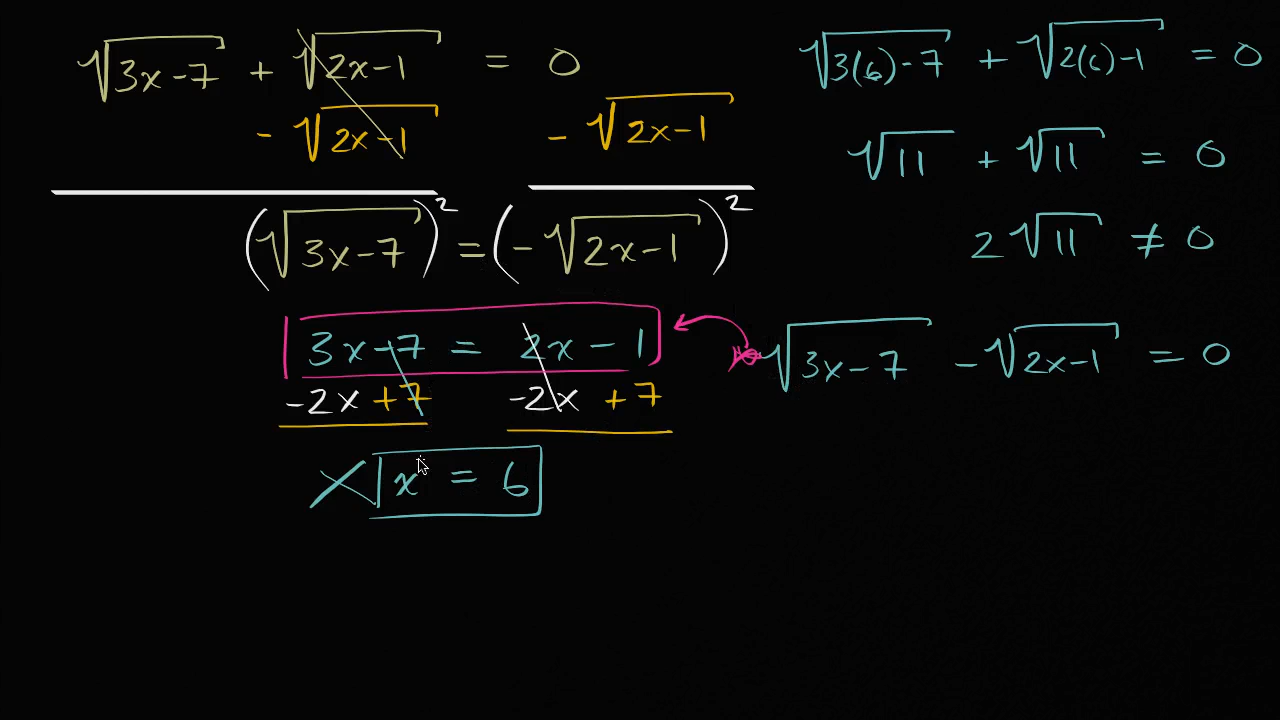 √(3x-7) + √(2x-1) = 0
- √(2x-1) - √(2x-1)
(√(3x-7))² = (-√(2x-1))²
3x-7 = 2x-1
-2x +7 -2x +7
x = 6
√(3(6)-7) + √(2(6)-1) = 0
√11 + √11 = 0
2√11 ≠ 0
√(3x-7) - √(2x-1) = 0